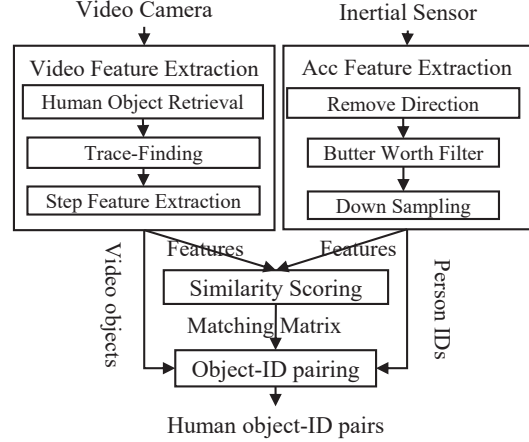 Video Camera
Inertial Sensor
Video Feature Extraction
Human Object Retrieval
Trace-Finding
Step Feature Extraction
Acc Feature Extraction
Remove Direction
Butter Worth Filter
Down Sampling
Features
Features
Video objects
Person IDs
Similarity Scoring
Matching Matrix
Object-ID pairing
Human object-ID pairs